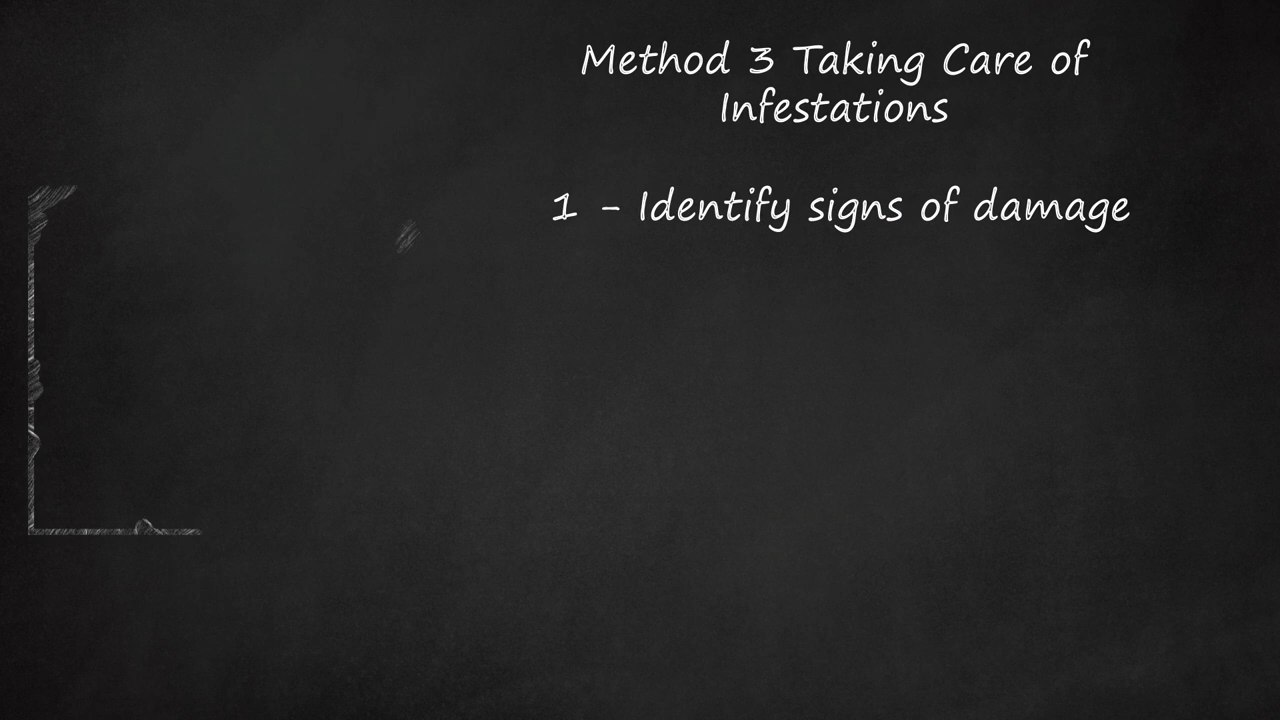 Method 3 Taking Care of
Infestations
1 - Identify signs of damage